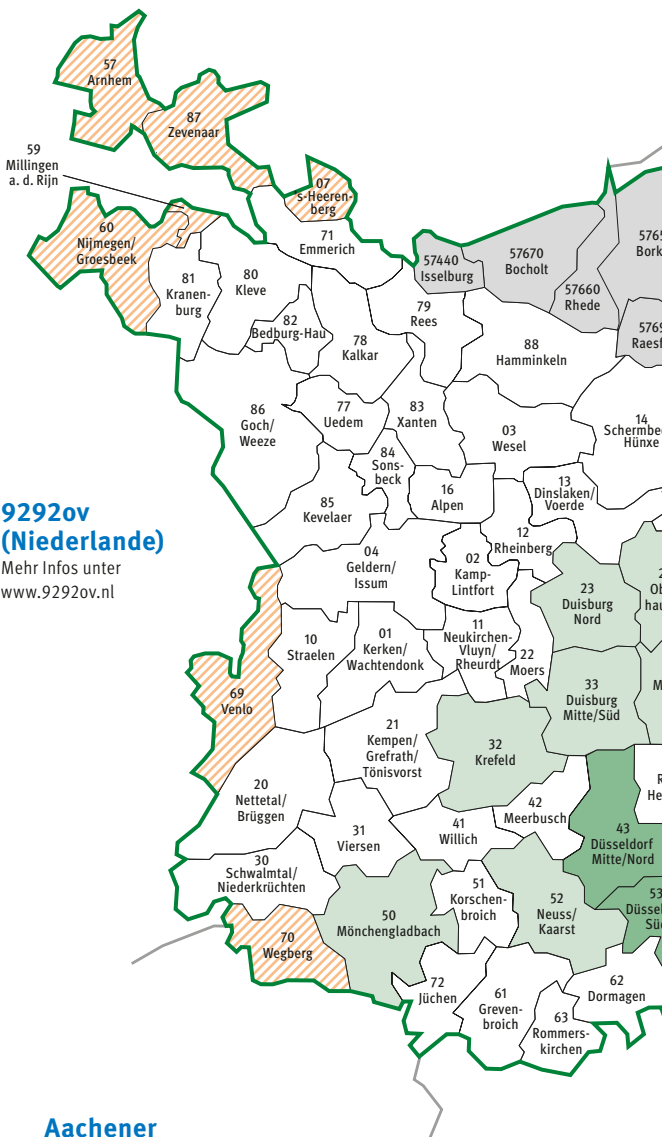 57
Arnhem
87
Zevenaar
59
Millingen
a. d. Rijn
07
s-Heeren-
berg
60
Nijmegen/
Groesbeek
71
Emmerich
57440
Isselburg
57670
Bocholt
57660
Rhede
81
Kranen-
burg
80
Kleve
82
Bedburg-Hau
78
Kalkar
79
Rees
88
Hamminkeln
86
Goch/
Weeze
77
Uedem
83
Xanten
03
Wesel
14
Hünxe
84
Sons-
beck
85
Kevelaer
16
Alpen
13
Dinslaken/
Voerde
12
Rheinberg
9292ov
(Niederlande)
Mehr Infos unter
www.9292ov.nl
04
Geldern/
Issum
02
Kamp-
Lintfort
23
Duisburg
Nord
10
Straelen
01
Kerken/
Wachtendonk
11
Neukirchen-
Vluyn/
Rheurdt
22
Moers
69
Venlo
33
Duisburg
Mitte/Süd
21
Kempen/
Grefrath/
Tönisvorst
32
Krefeld
20
Nettetal/
Brüggen
42
Meerbusch
31
Viersen
41
Willich
43
Düsseldorf
Mitte/Nord
30
Schwalmtal/
Niederkrüchten
51
Korschen-
broich
52
Neuss/
Kaarst
53
50
Mönchengladbach
70
Wegberg
72
Jüchen
61
Greven-
broich
62
Dormagen
63
Rommers-
kirchen
Aachener